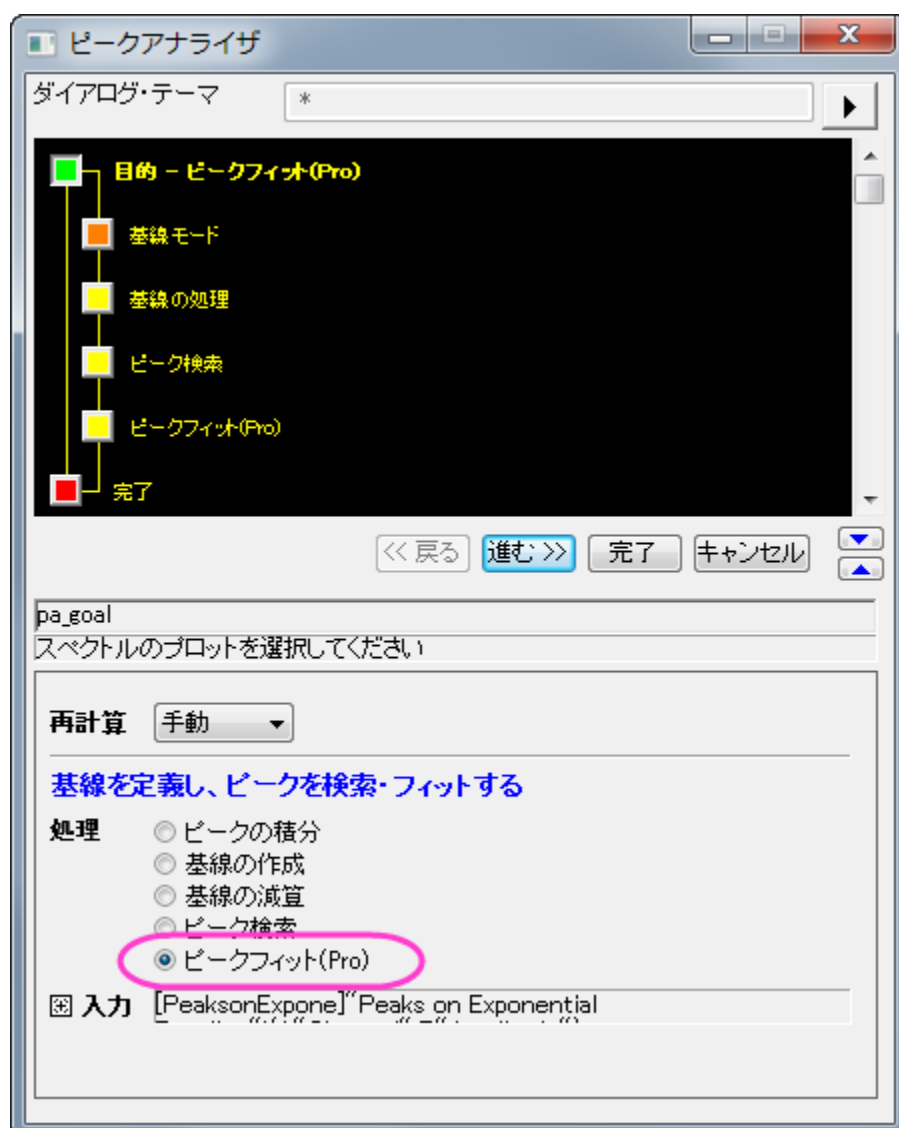 ピークアナライザ
ダイアログ・テーマ
*
目的 - ピークフィット(Pro)
基線モード
基線の処理
ピーク検索
ピークフィット(Pro)
完了
<< 戻る 進む >> 完了 キャンセル
pa_goal
スペクトルのプロットを選択してください
再計算 手動
基線を定義し、ピークを検索・フィットする
処理 ピークの積分
基線の作成
基線の減算
ピーク検索
ピークフィット(Pro)
入力 [PeaksonExpone]"Peaks on Exponential